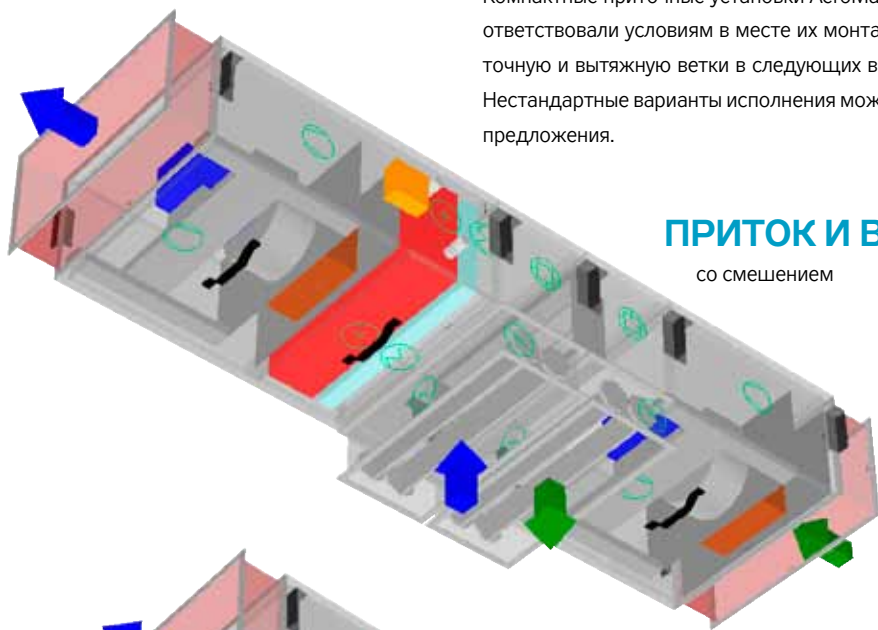 ответствовали условиям в месте их монта
точную и вытяжную ветки в следующих в
Нестандартные варианты исполнения мож
предложения.
ПРИТОК И В
со смешением